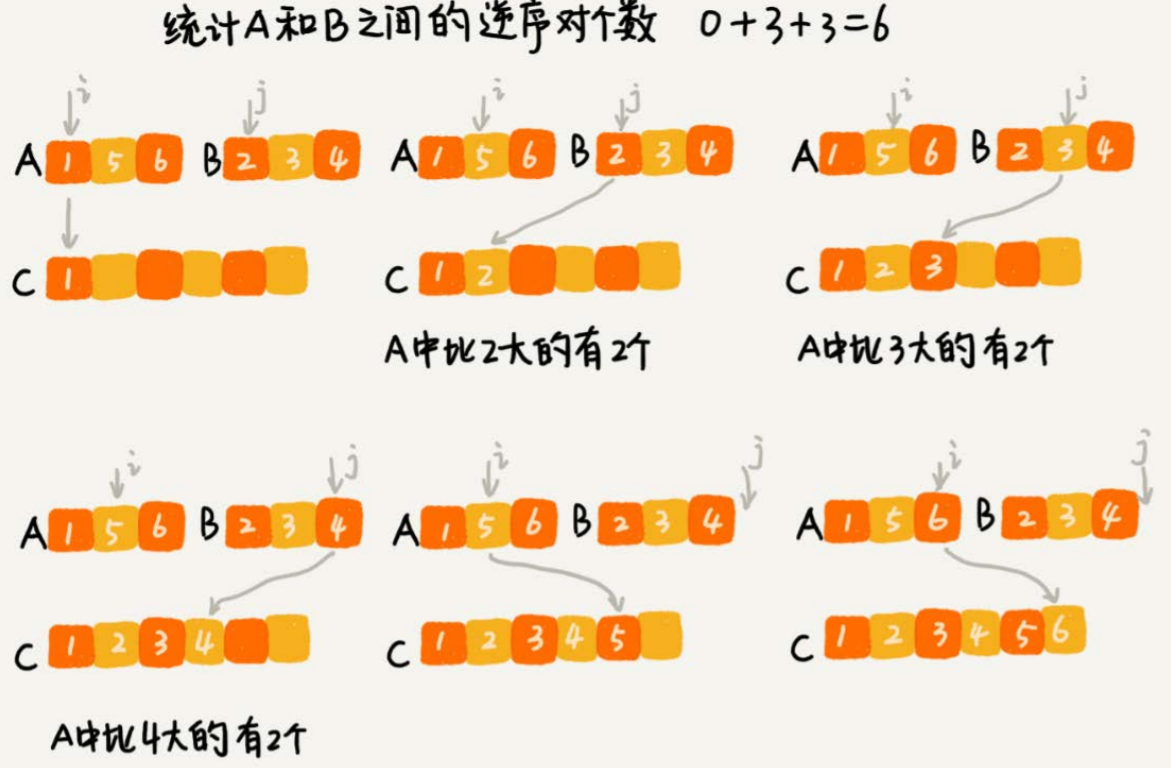 统计A和B之间的逆序对个数 0+3+3=6
i j i j i j
A 1 5 6 B 2 3 4 A 1 5 6 B 2 3 4 A 1 5 6 B 2 3 4
C 1 C 1 2 C 1 2 3
A中比2大的有2个 A中比3大的有2个
i j i j i j
A 1 5 6 B 2 3 4 A 1 5 6 B 2 3 4 A 1 5 6 B 2 3 4
C 1 2 3 4 C 1 2 3 4 5 C 1 2 3 4 5 6
A中比4大的有2个